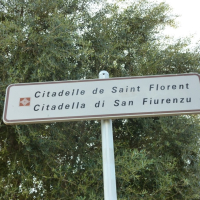 Citadelle de Saint Florent
Citadella di San Fiurenzu